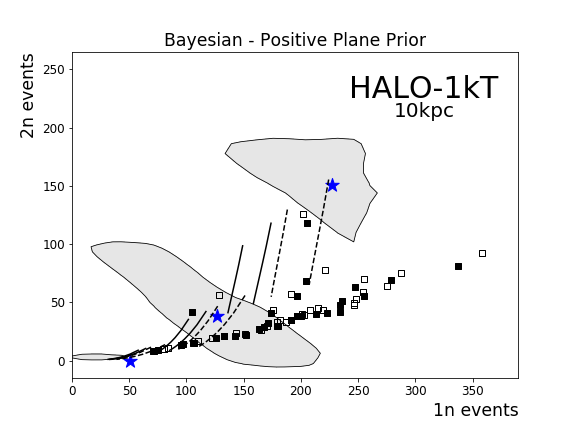 Bayesian - Positive Plane Prior
HALO-1kT
10kpc
2n events
250
200
150
100
50
0
0 50 100 150 200 250 300 350
1n events